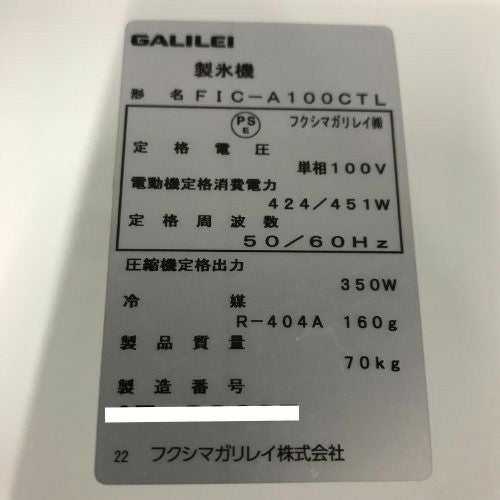 GALILEI
製氷機
形名 FIC-A100CTL
PS E フクシマガリレイ㈱
定格電圧
単相100V
電動機定格消費電力
424/451W
定格周波数
50/60Hz
圧縮機定格出力
350W
冷媒
R-404A 160g
製品質量
70kg
製造番号
22 フクシマガリレイ株式会社